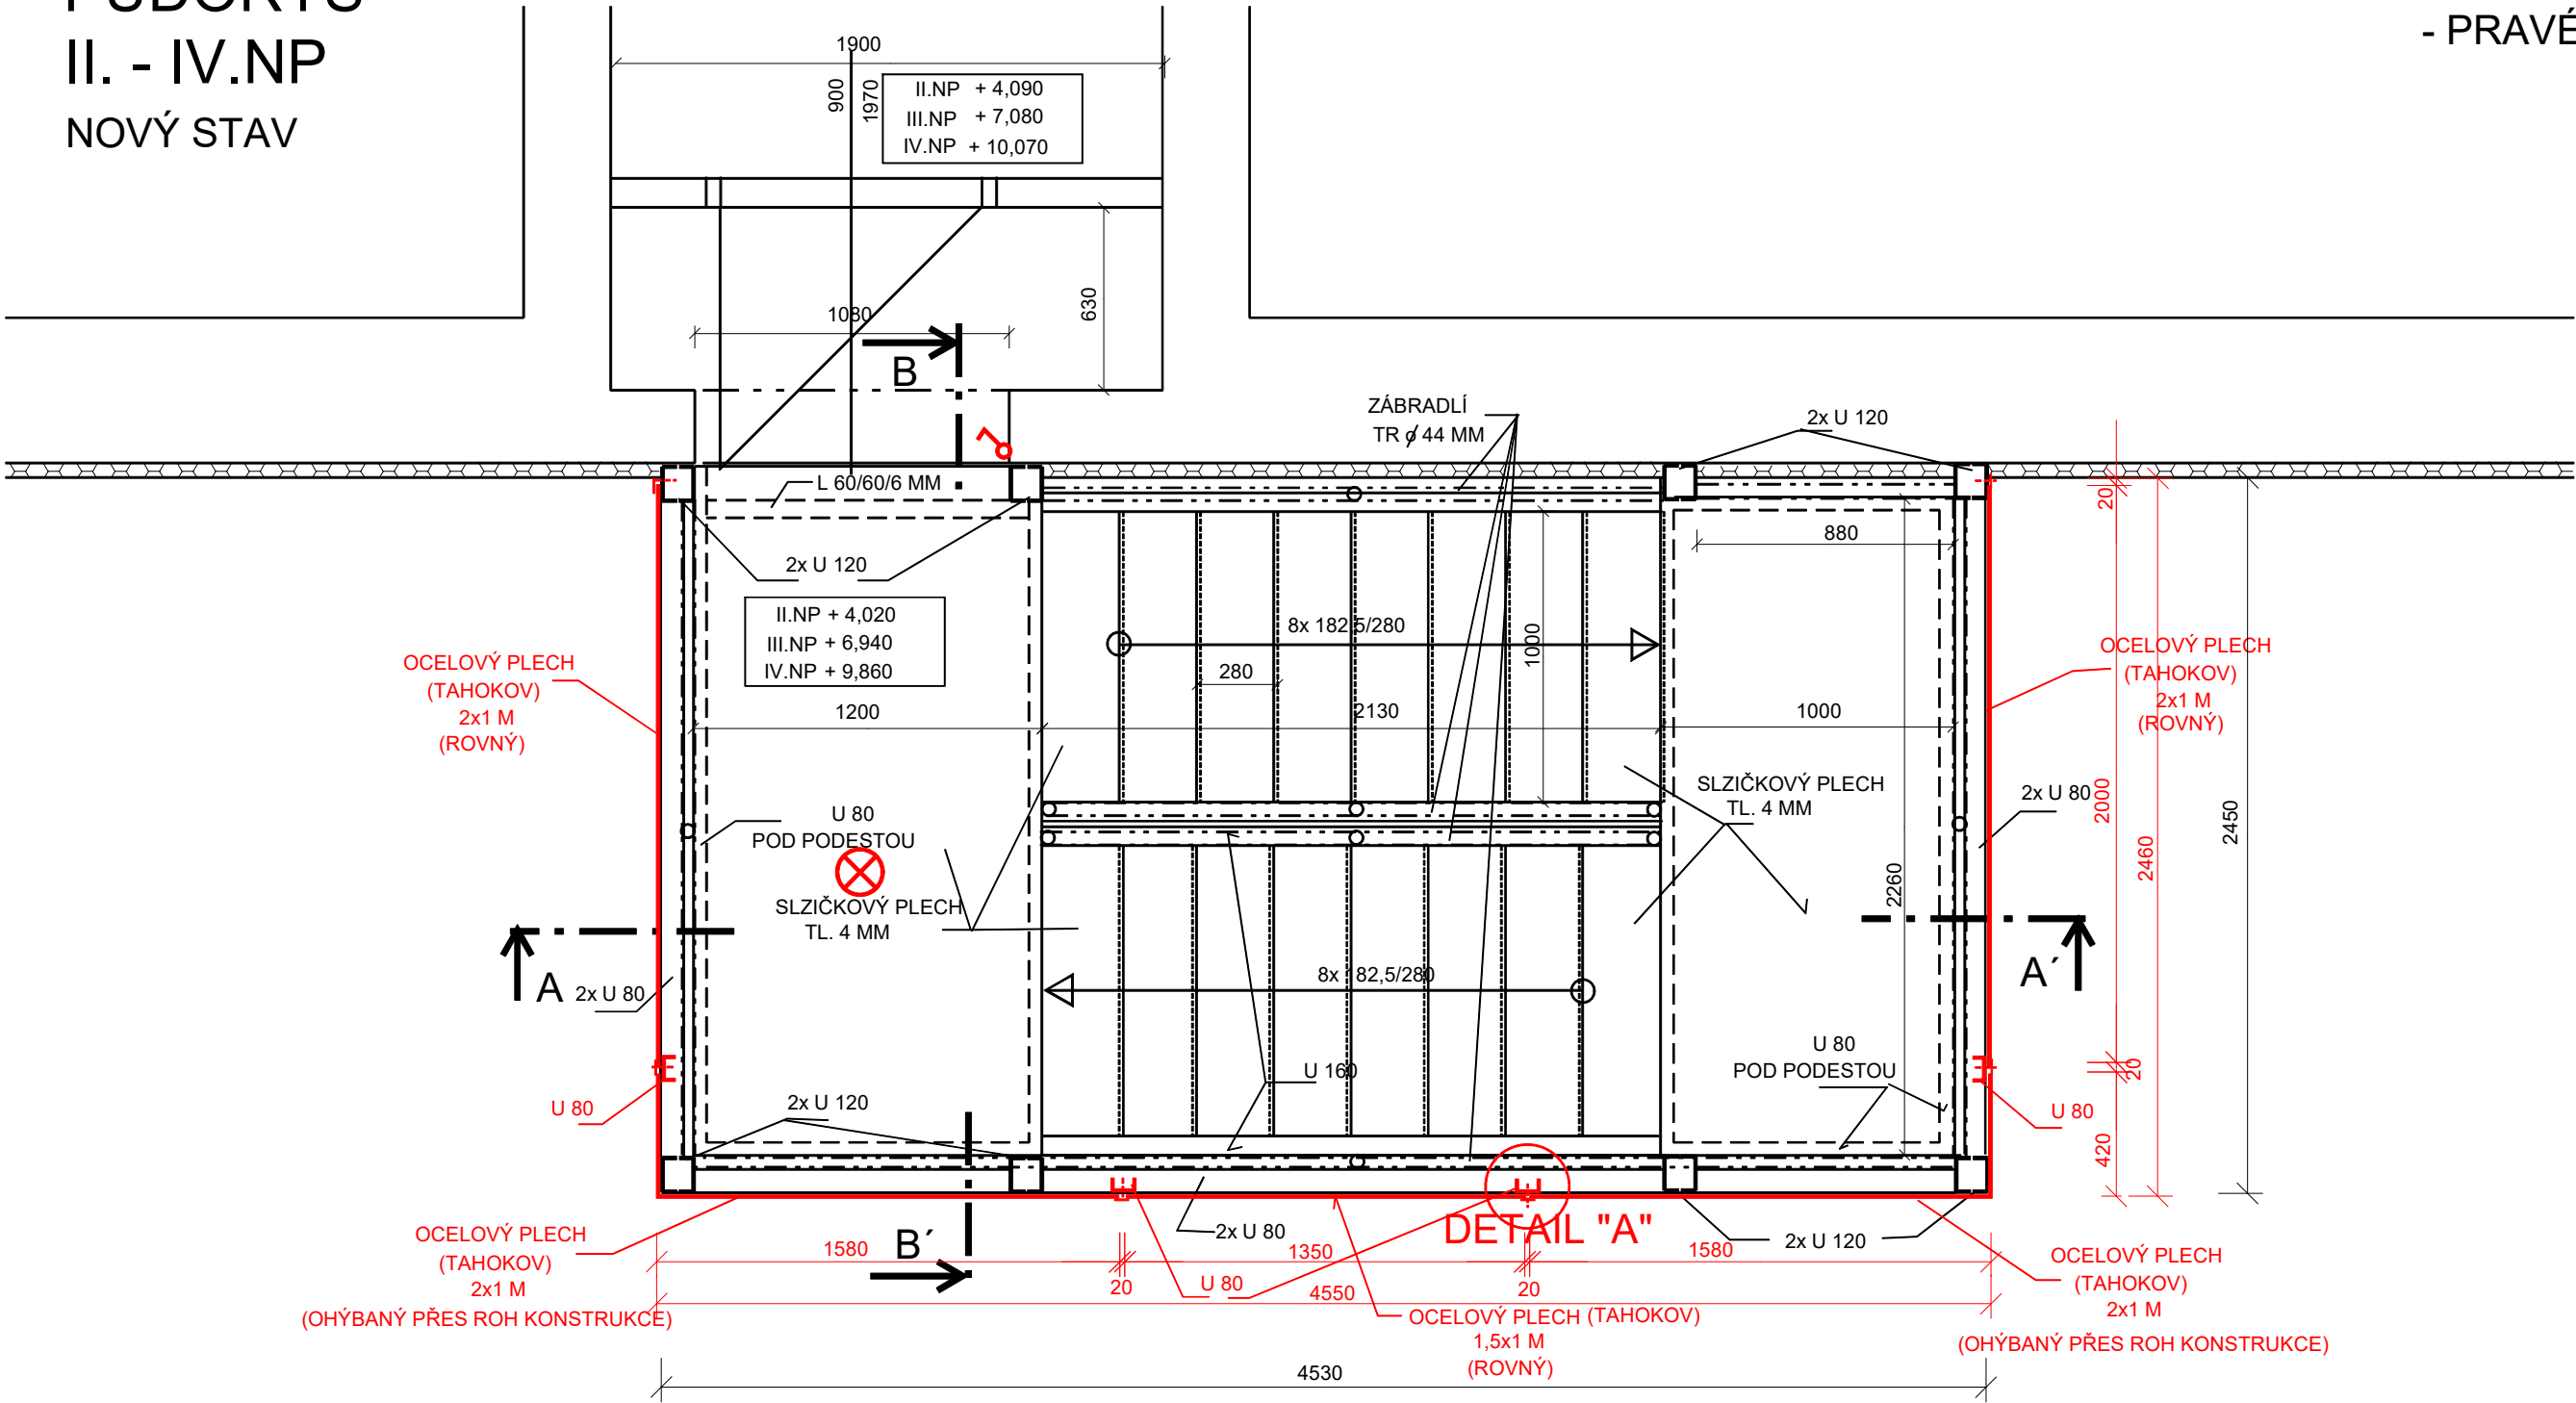 II. - IV.NP
NOVÝ STAV
- PRAVÉ
1900
900
1970
II.NP + 4,090
III.NP + 7,080
IV.NP + 10,070
630
1080
B
ZÁBRADLÍ
TR ø 44 MM
2x U 120
L 60/60/6 MM
2x U 120
880
20
II.NP + 4,020
III.NP + 6,940
IV.NP + 9,860
8x 182,5/280
1000
280
OCELOVÝ PLECH
(TAHOKOV)
2x1 M
(ROVNÝ)
OCELOVÝ PLECH
(TAHOKOV)
2x1 M
(ROVNÝ)
1200
2130
1000
SLZIČKOVÝ PLECH
TL. 4 MM
2x U 80
2000
2460
2450
U 80
POD PODESTOU
SLZIČKOVÝ PLECH
TL. 4 MM
2260
A
2x U 80
8x 182,5/280
A´
U 160
U 80
POD PODESTOU
20
U 80
2x U 120
U 80
420
OCELOVÝ PLECH
(TAHOKOV)
2x1 M
(OHÝBANÝ PŘES ROH KONSTRUKCE)
B´
2x U 80
DETAIL "A"
2x U 120
1580
1350
1580
20
U 80
4550
20
OCELOVÝ PLECH (TAHOKOV)
1,5x1 M
(ROVNÝ)
OCELOVÝ PLECH
(TAHOKOV)
2x1 M
(OHÝBANÝ PŘES ROH KONSTRUKCE)
4530